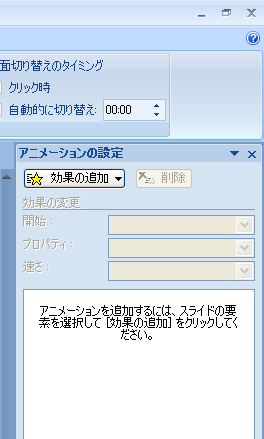 面切り替えのタイミング
クリック時
自動的に切り替え: 00:00
アニメーションの設定
効果の追加 削除
効果の変更
開始:
プロパティ:
速さ:
アニメーションを追加するには、スライドの要
素を選択して [効果の追加] をクリックしてく
ださい。